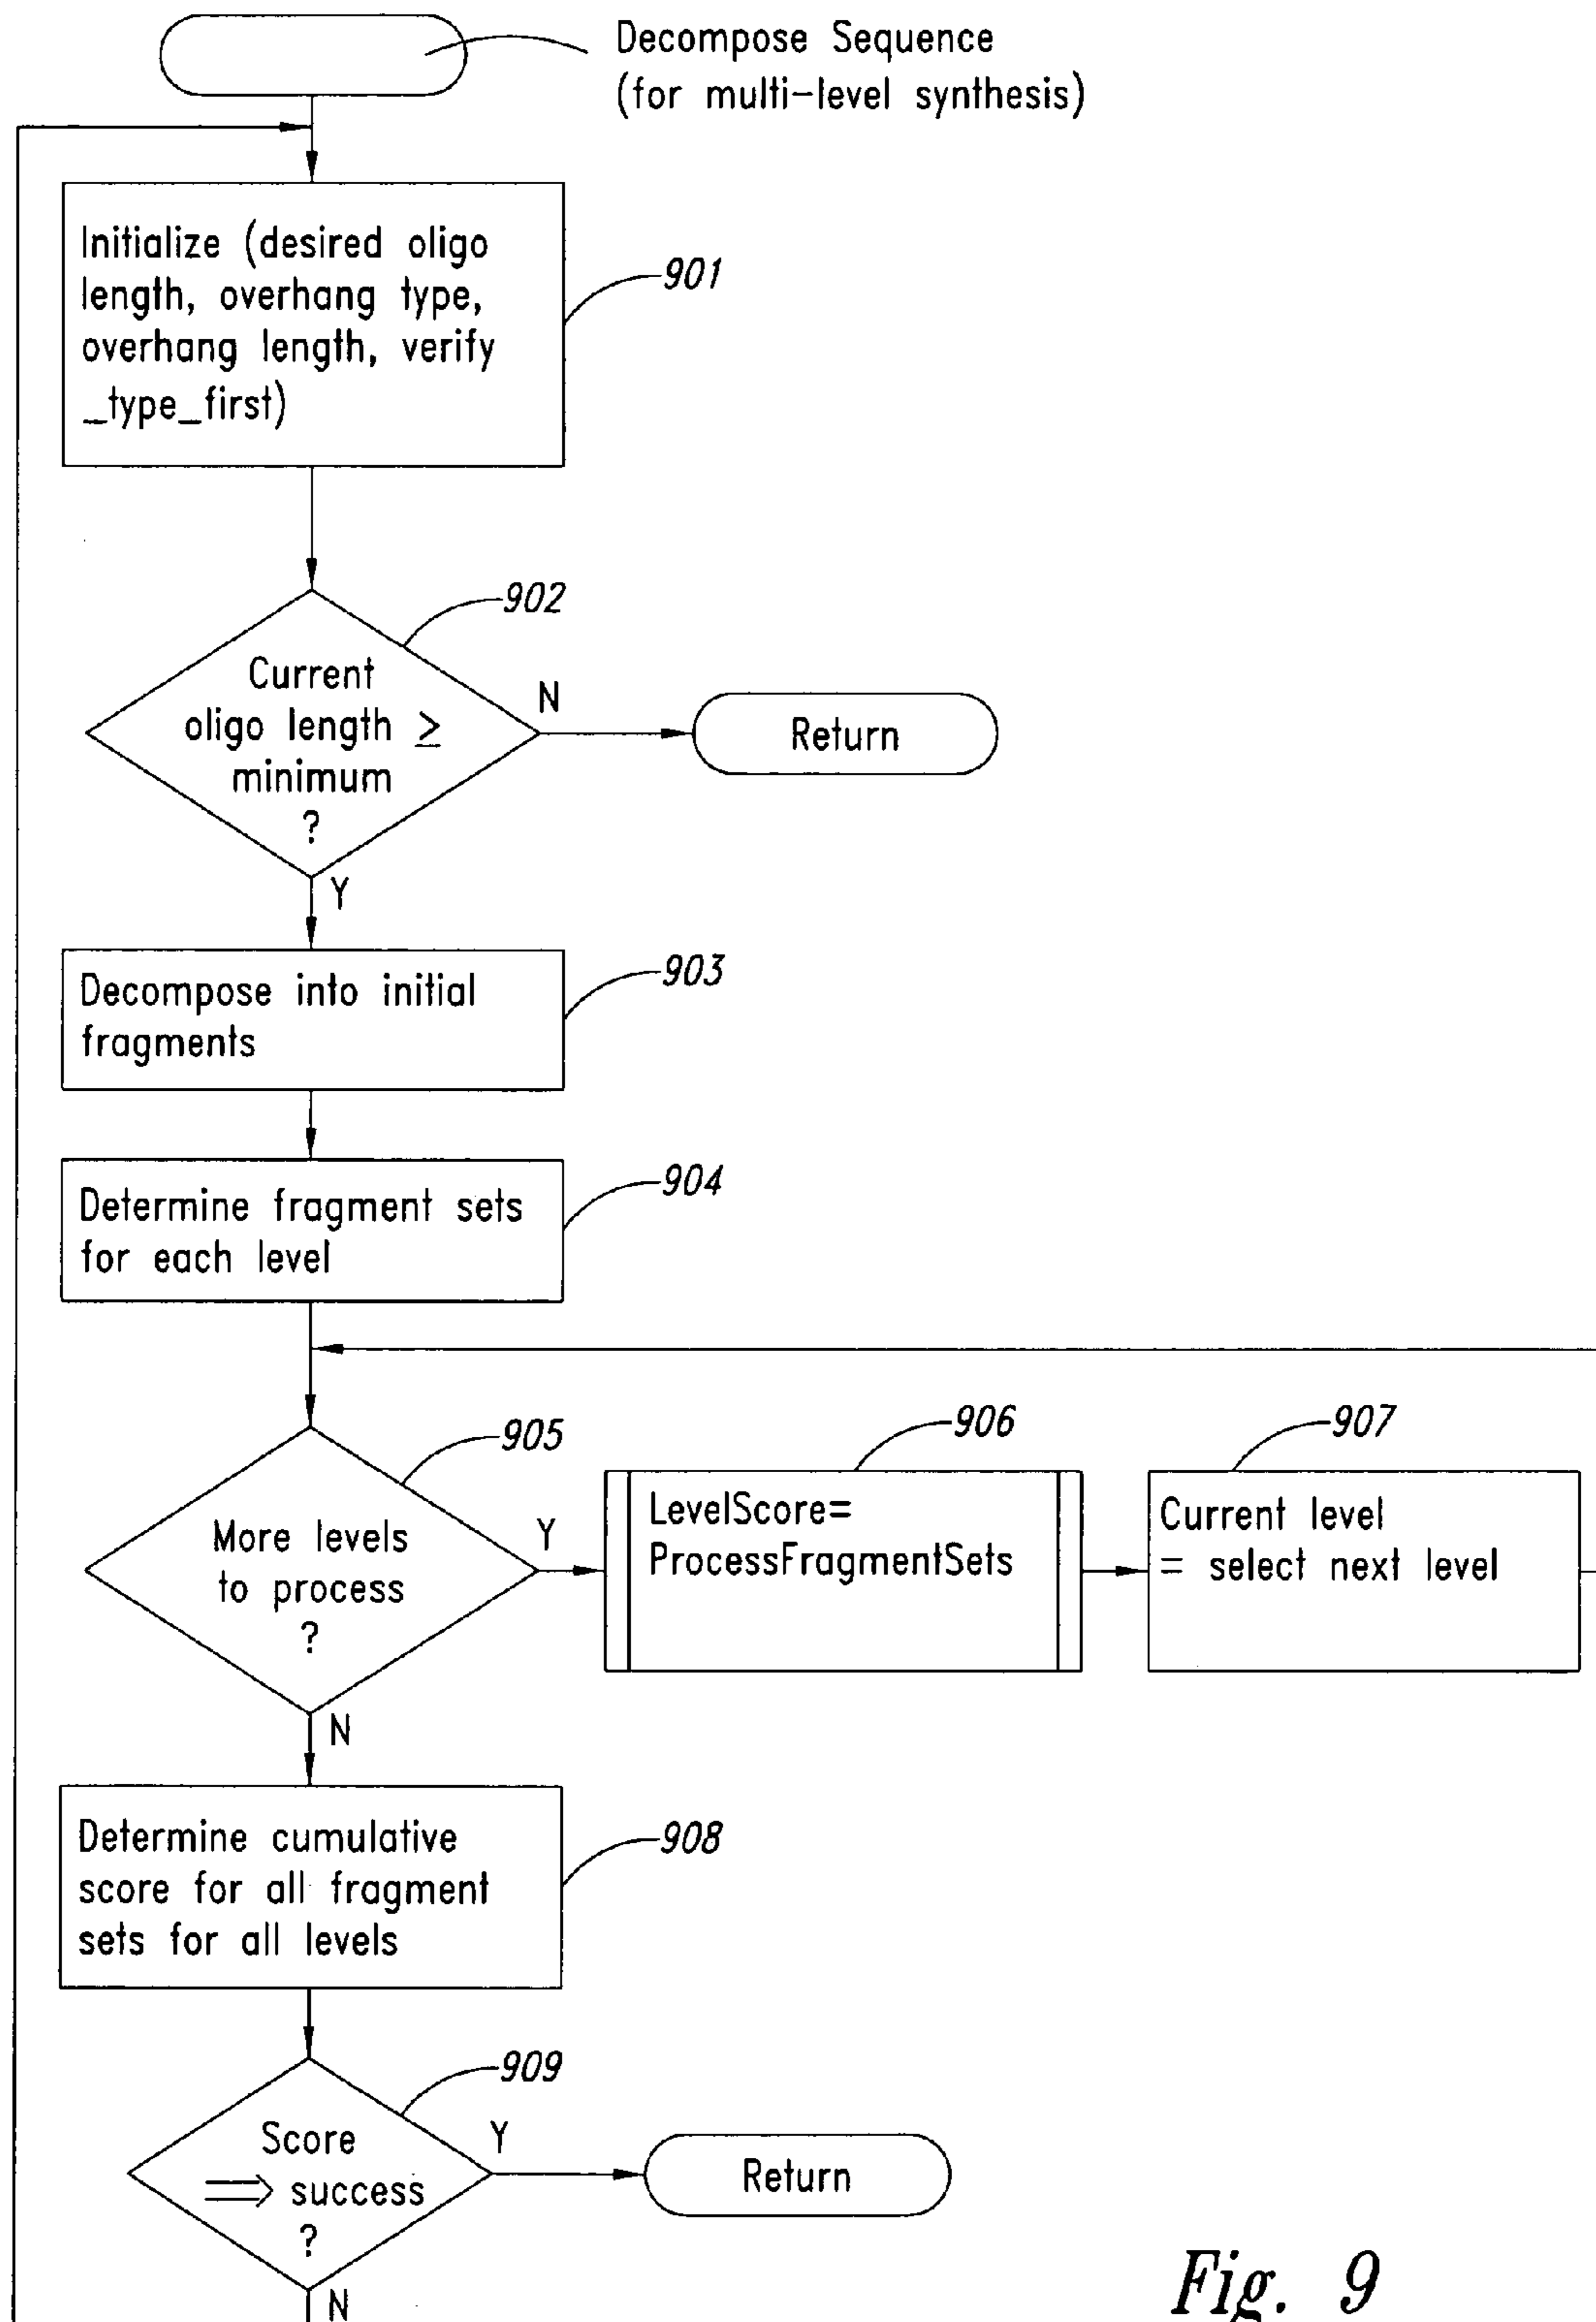 Decompose Sequence
(for multi-level synthesis)
Initialize (desired oligo
length, overhang type,
overhang length, verify
_type_first)
901
902
Current
oligo length ≥
minimum
?
N
Return
Y
903
Decompose into initial
fragments
904
Determine fragment sets
for each level
905
More levels
to process
?
Y
906
LevelScore=
ProcessFragmentSets
907
Current level
= select next level
N
908
Determine cumulative
score for all fragment
sets for all levels
909
Score
⟹ success
?
Y
Return
N
Fig. 9